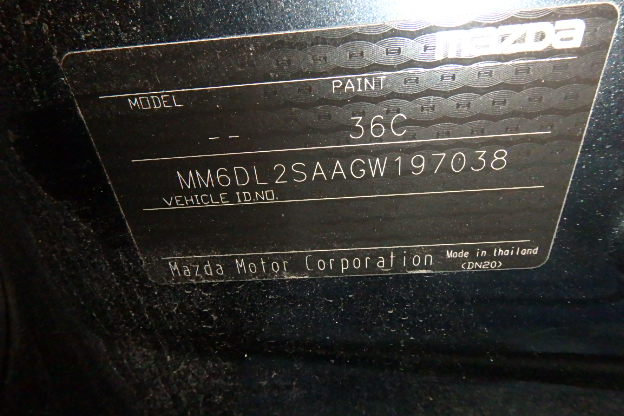 mazda
PAINT
MODEL
-- 36C
MM6DL2SAAGW197038
VEHICLE ID.NO.
Mazda Motor Corporation Made in thailand
(DN20)